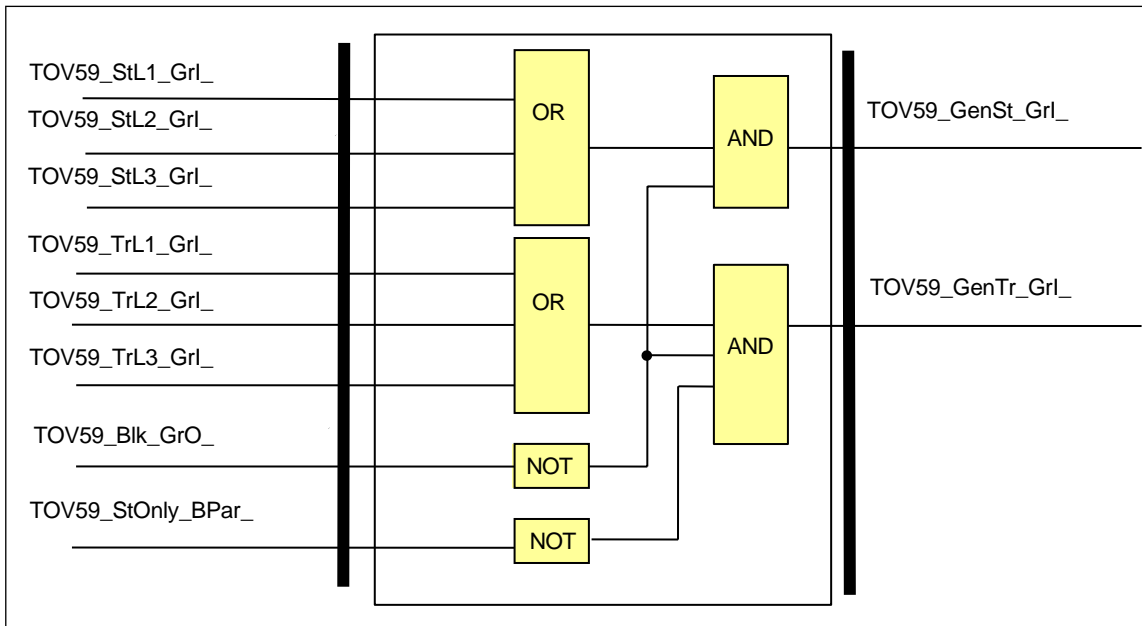 TOV59_StL1_GrI_
TOV59_StL2_GrI_
TOV59_StL3_GrI_
TOV59_TrL1_GrI_
TOV59_TrL2_GrI_
TOV59_TrL3_GrI_
TOV59_Blk_GrO_
TOV59_StOnly_BPar_
OR
OR
NOT
NOT
AND
AND
TOV59_GenSt_GrI_
TOV59_GenTr_GrI_